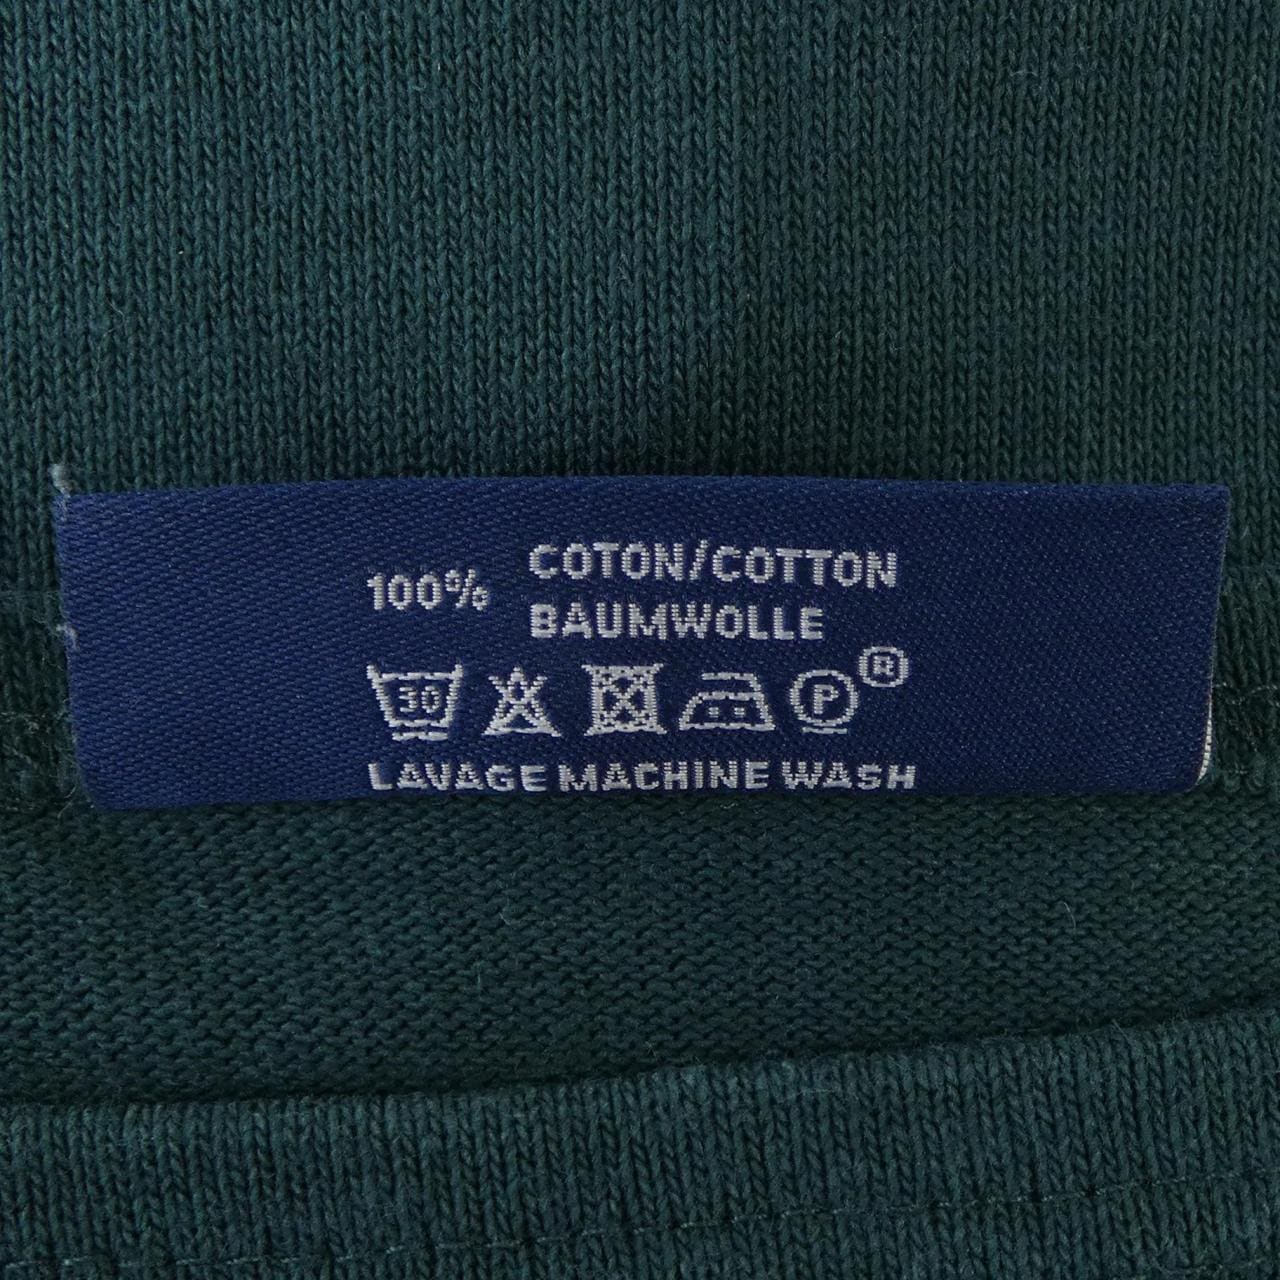 100% COTON/COTTON
BAUMWOLLE
30 P ®
LAVAGE MACHINE WASH